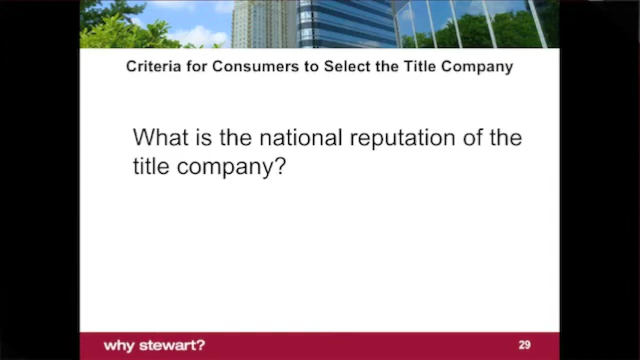 Criteria for Consumers to Select the Title Company
What is the national reputation of the
title company?
why stewart?
29